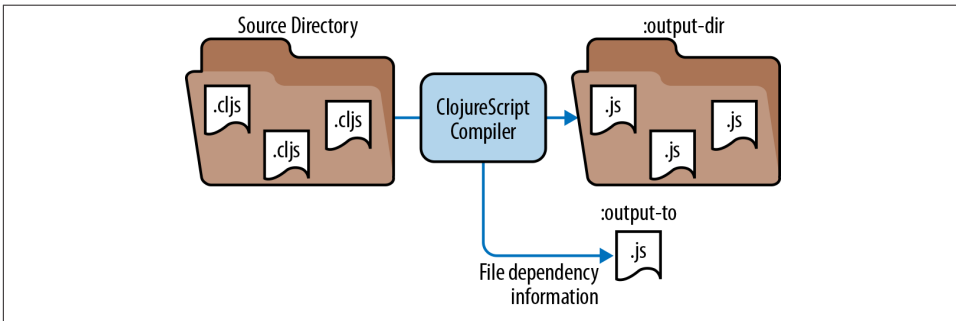 Source Directory
:output-dir
.cljs
.cljs
.cljs
ClojureScript
Compiler
.js
.js
.js
:output-to
.js
File dependency
information